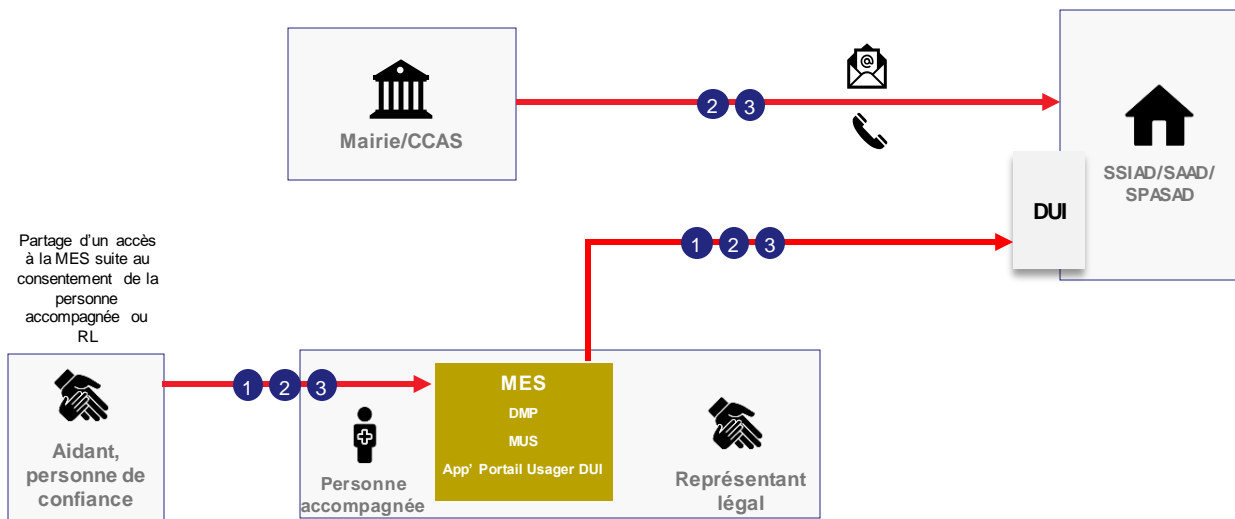 Mairie/CCAS
2 3
@
SSIAD/SAAD/
SPASAD
DUI
1 2 3
Partage d'un accès
à la MES suite au
consentement de la
personne
accompagnée ou
RL
1 2 3
Aidant,
personne de
confiance
Personne
accompagnée
MES
DMP
MUS
App' Portail Usager DUI
Représentant
légal